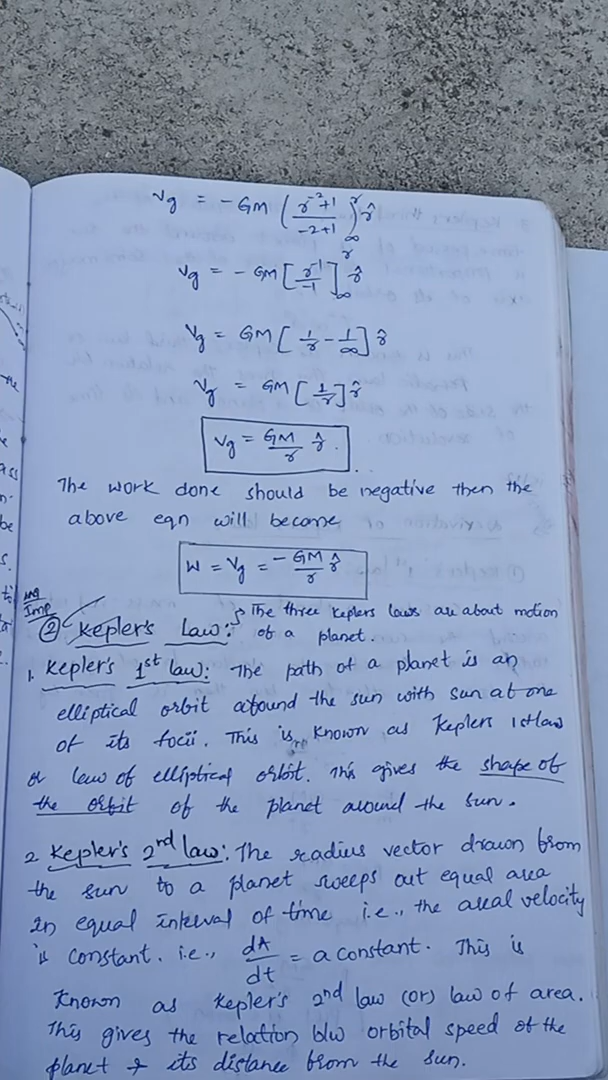 Vg = -GM ( r^-2+1 / -2+1 )^r_∞ r̂
Vg = -GM [ r^-1 / -1 ]^r_∞ r̂
Vg = GM [ 1/r - 1/∞ ] r̂
Vg = GM [ 1/r ] r̂
Vg = GM/r r̂.
The work done should be negative then the
above eqn will become
W = Vg = -GM/r r̂
Imp
② Kepler's Law: The three Keplers laws are about motion
of a planet.
1. Kepler's 1st law: The path of a planet is an
elliptical orbit around the sun with sun at one
of its focii. This is known as Keplers 1st law
or law of elliptical orbit. This gives the shape of
the orbit of the planet around the sun.
2. Kepler's 2nd law: The radius vector drawn from
the sun to a planet sweeps out equal area
in equal interval of time i.e., the areal velocity
is constant. i.e., dA/dt = a constant. This is
known as Kepler's 2nd law (or) law of area.
This gives the relation b/w orbital speed of the
planet & its distance from the sun.